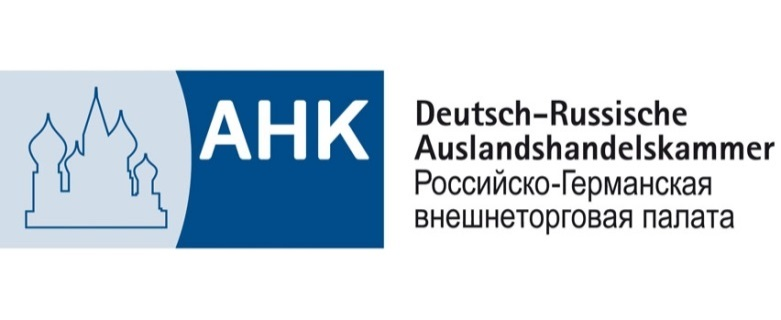 AHK
Deutsch-Russische
Auslandshandelskammer
Российско-Германская
внешнеторговая палата